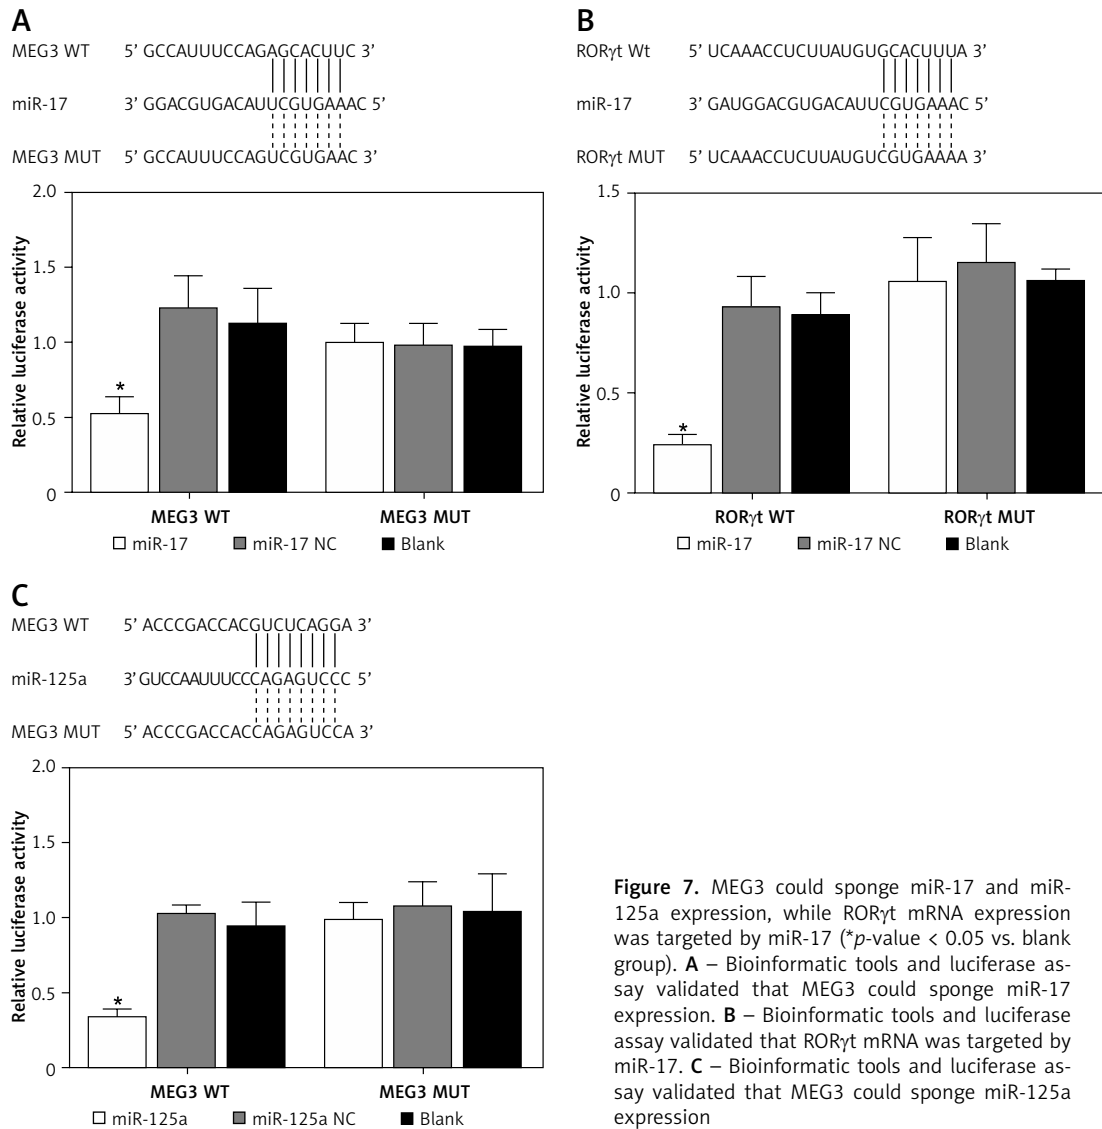 A
MEG3 WT 5’ GCCAUUUCCAGAGCACUUC 3’
miR-17 3’ GGACGUGACAUUCGUGAAAC 5’
MEG3 MUT 5’ GCCAUUUCCAGUCGUGAAC 3’
2.0
1.5
1.0
0.5
0
Relative luciferase activity
*
MEG3 WT MEG3 MUT
miR-17 miR-17 NC Blank
B
RORγt Wt 5’ UCAAACCUCUUAUGUGCACUUUA 3’
miR-17 3’ GAUGGACGUGACAUUCGUGAAAC 5’
RORγt MUT 5’ UCAAACCUCUUAUGUCGUGAAAA 3’
1.5
1.0
0.5
0
Relative luciferase activity
*
RORγt WT RORγt MUT
miR-17 miR-17 NC Blank
C
MEG3 WT 5’ ACCCGACCACGUCUCAGGA 3’
miR-125a 3’ GUCCAAUUUCCCAGAGUCCC 5’
MEG3 MUT 5’ ACCCGACCACCAGAGUCCA 3’
2.0
1.5
1.0
0.5
0
Relative luciferase activity
*
MEG3 WT MEG3 MUT
miR-125a miR-125a NC Blank
Figure 7. MEG3 could sponge miR-17 and miR-
125a expression, while RORγt mRNA expression
was targeted by miR-17 (*p-value < 0.05 vs. blank
group). A – Bioinformatic tools and luciferase as-
say validated that MEG3 could sponge miR-17
expression. B – Bioinformatic tools and luciferase
assay validated that RORγt mRNA was targeted by
miR-17. C – Bioinformatic tools and luciferase as-
say validated that MEG3 could sponge miR-125a
expression